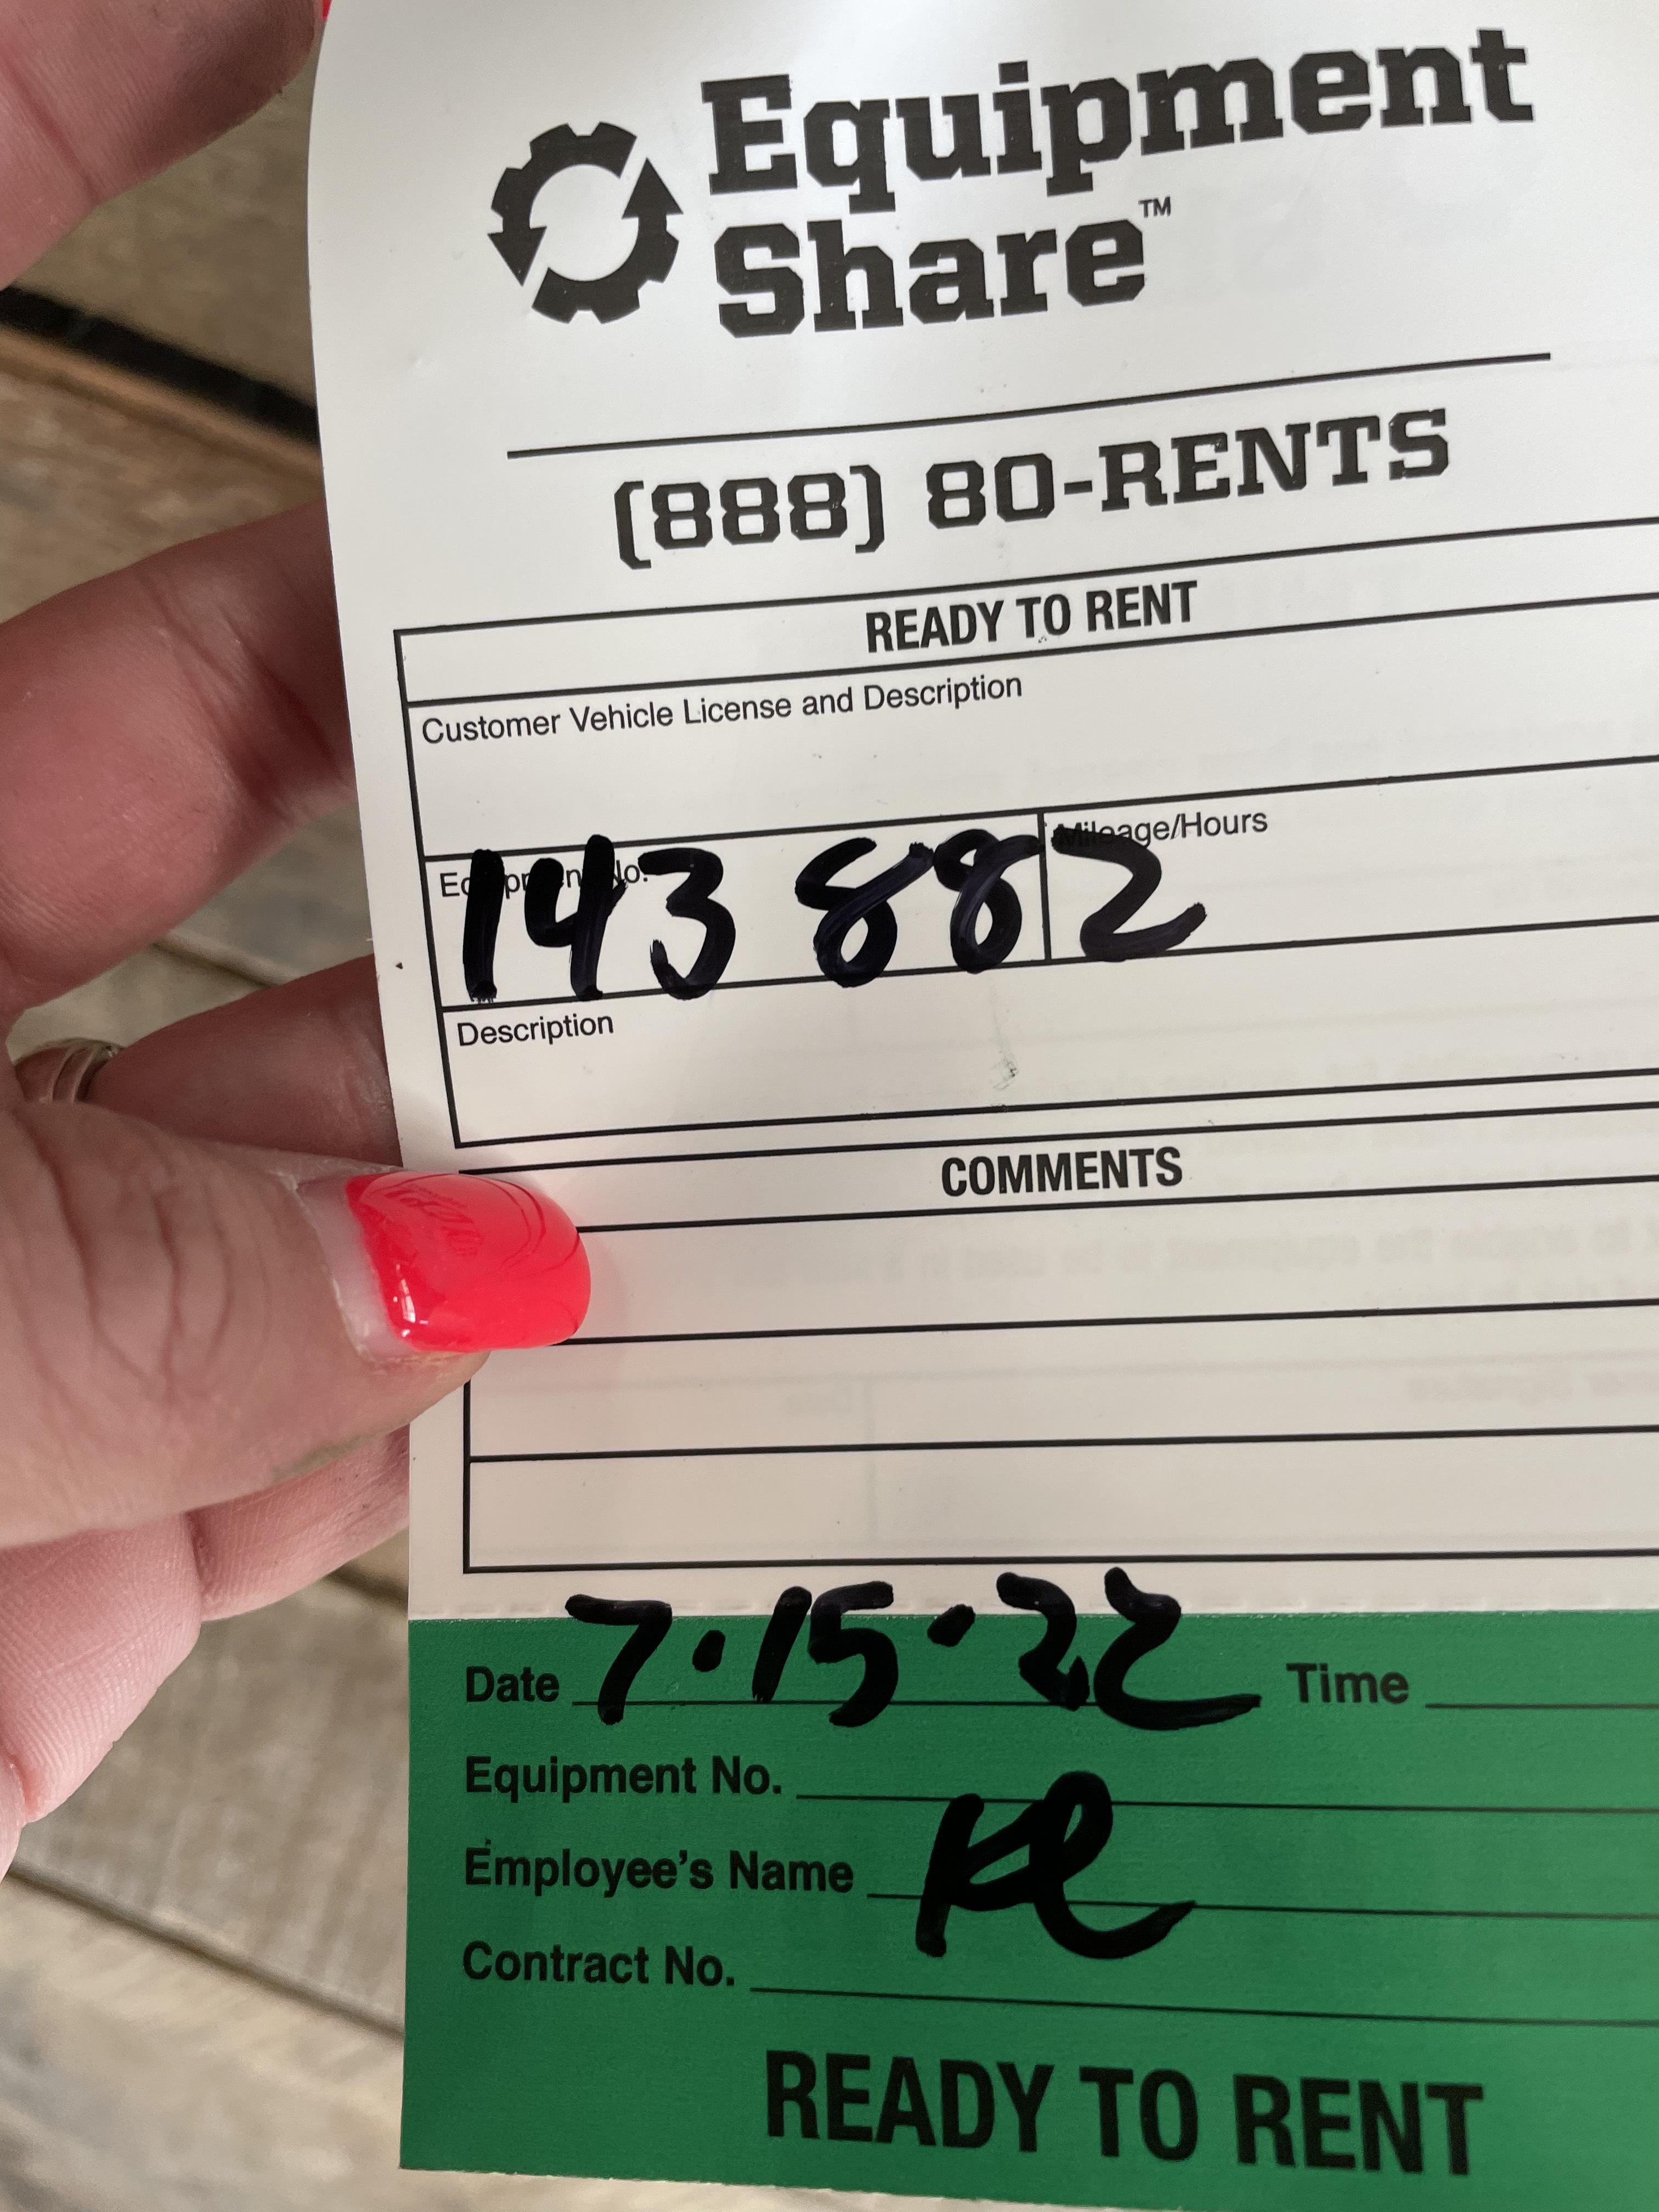 Equipment
Share™
(888) 80-RENTS
READY TO RENT
Customer Vehicle License and Description
Equipment No. Mileage/Hours
143 882
Description
COMMENTS
Date 7.15.22 Time
Equipment No.
Employee's Name
Contract No.
READY TO RENT